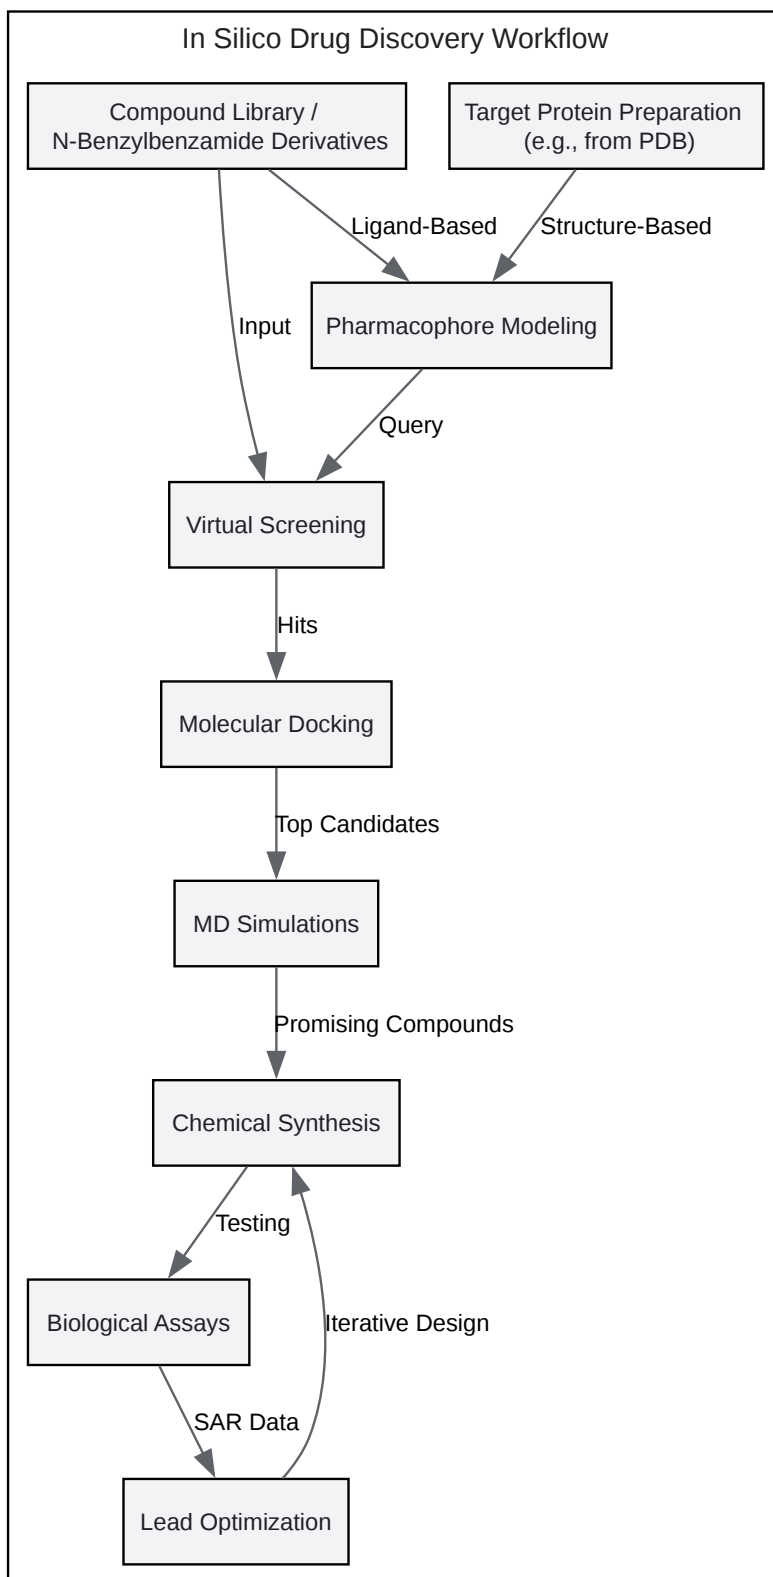 In Silico Drug Discovery Workflow
Compound Library /
N-Benzylbenzamide Derivatives
Target Protein Preparation
(e.g., from PDB)
Ligand-Based
Structure-Based
Pharmacophore Modeling
Input
Query
Virtual Screening
Hits
Molecular Docking
Top Candidates
MD Simulations
Promising Compounds
Chemical Synthesis
Testing
Biological Assays
Iterative Design
SAR Data
Lead Optimization